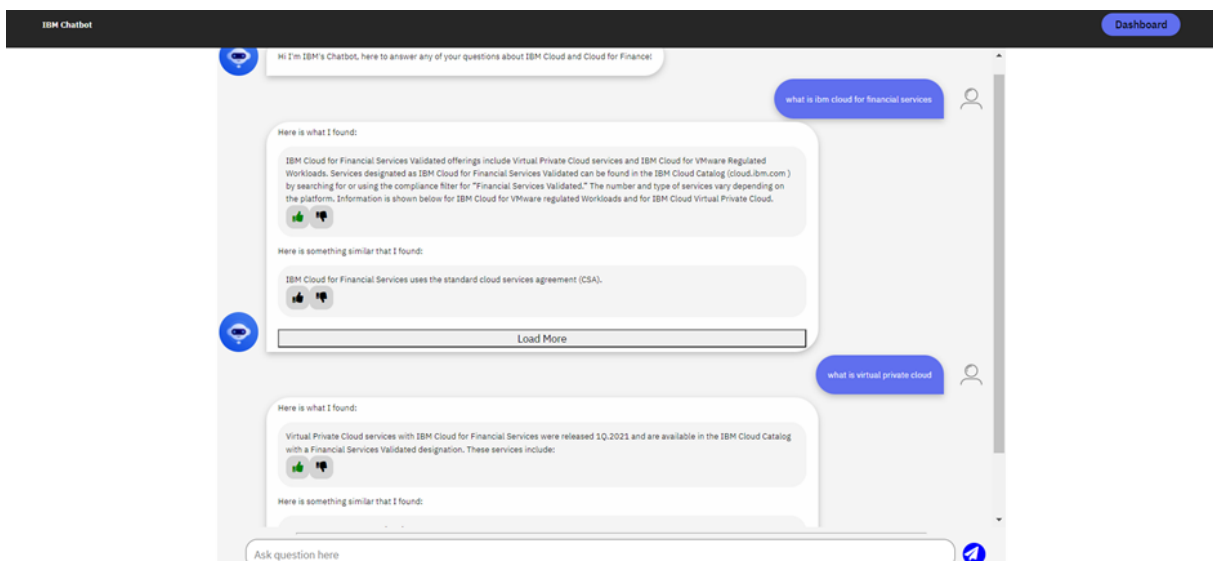 IBM Chatbot
Dashboard
Hi I'm IBM's Chatbot, here to answer any of your questions about IBM Cloud and Cloud for Finance!
what is ibm cloud for financial services
Here is what I found:
IBM Cloud for Financial Services Validated offerings include Virtual Private Cloud services and IBM Cloud for VMware Regulated
Workloads. Services designated as IBM Cloud for Financial Services Validated can be found in the IBM Cloud Catalog (cloud.ibm.com )
by searching for or using the compliance filter for "Financial Services Validated." The number and type of services vary depending on
the platform. Information is shown below for IBM Cloud for VMware regulated Workloads and for IBM Cloud Virtual Private Cloud.
Here is something similar that I found:
IBM Cloud for Financial Services uses the standard cloud services agreement (CSA).
Load More
what is virtual private cloud
Here is what I found:
Virtual Private Cloud services with IBM Cloud for Financial Services were released 1Q.2021 and are available in the IBM Cloud Catalog
with a Financial Services Validated designation. These services include:
Here is something similar that I found:
Ask question here